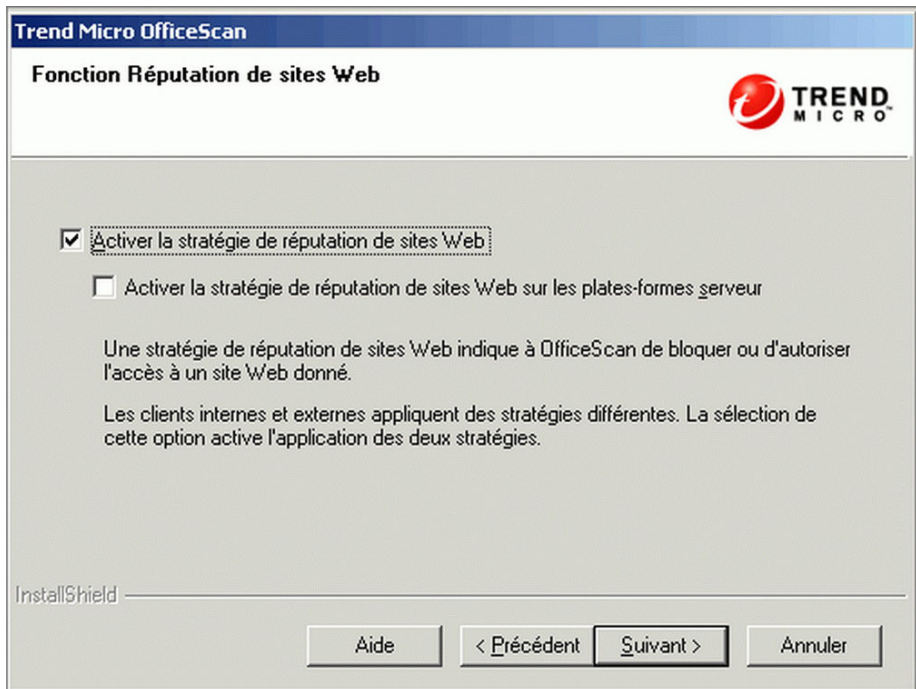 Trend Micro OfficeScan
Fonction Réputation de sites Web
TREND
MICRO
Activer la stratégie de réputation de sites Web
Activer la stratégie de réputation de sites Web sur les plates-formes serveur
Une stratégie de réputation de sites Web indique à OfficeScan de bloquer ou d'autoriser
l'accès à un site Web donné.
Les clients internes et externes appliquent des stratégies différentes. La sélection de
cette option active l'application des deux stratégies.
InstallShield
Aide
< Précédent
Suivant >
Annuler